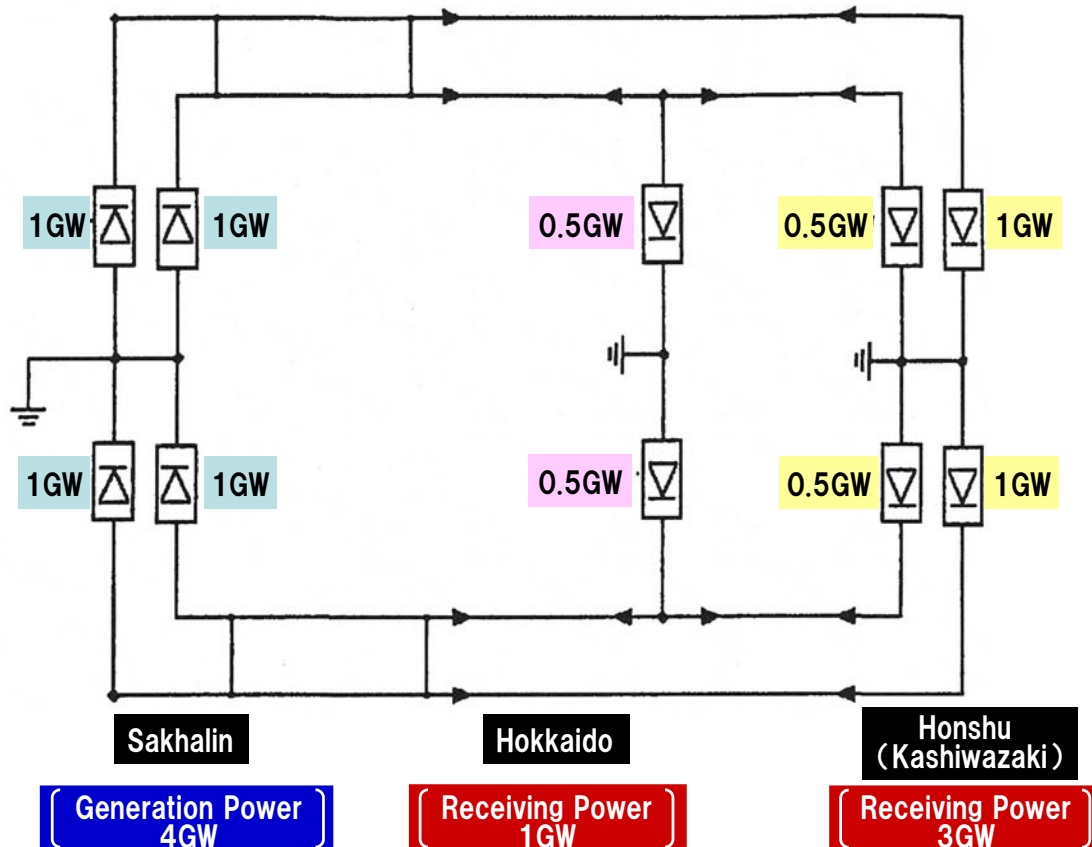 1GW
1GW
0.5GW
0.5GW
1GW
1GW
1GW
0.5GW
0.5GW
1GW
Sakhalin
Hokkaido
Honshu
（Kashiwazaki）
Generation Power
4GW
Receiving Power
1GW
Receiving Power
3GW